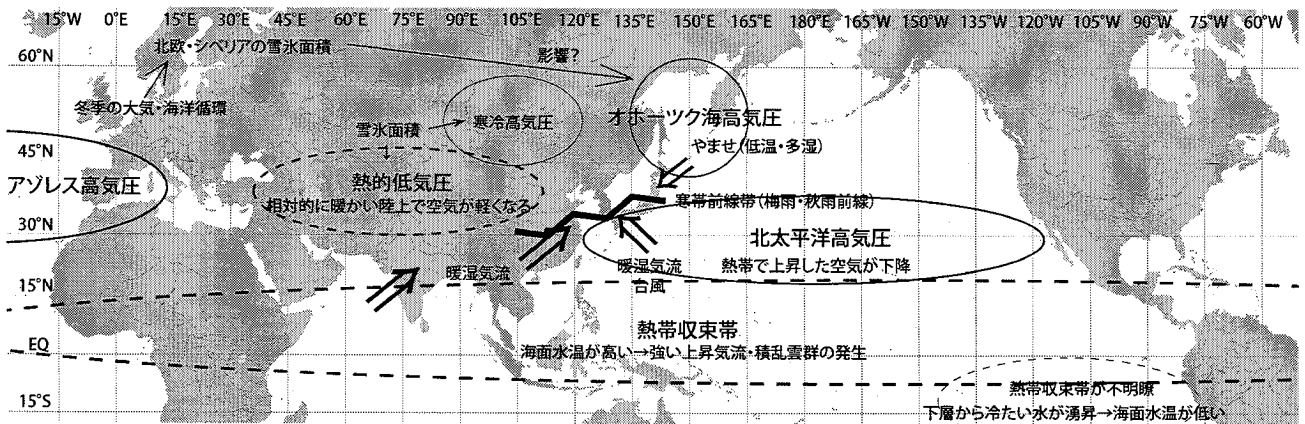 15°W 0°E 15°E 30°E 45°E 60°E 75°E 90°E 105°E 120°E 135°E 150°E 165°E 180°W 165°W 150°W 135°W 120°W 105°W 90°W 75°W 60°W
北欧・シベリアの雪氷面積
影響?
60°N
冬季の大気・海洋循環
雪氷面積
寒冷高気圧
オホーツク海高気圧
やませ(低温・多湿)
45°N
アゾレス高気圧
熱的低気圧
相対的に暖かい陸上で空気が軽くなる
寒帯前線帯(梅雨・秋雨前線)
30°N
北太平洋高気圧
熱帯で上昇した空気が下降
暖湿気流
暖湿気流
台風
15°N
熱帯収束帯
海面水温が高い→強い上昇気流・積乱雲群の発生
EQ
熱帯収束帯が不明瞭
下層から冷たい水が湧昇→海面水温が低い
15°S